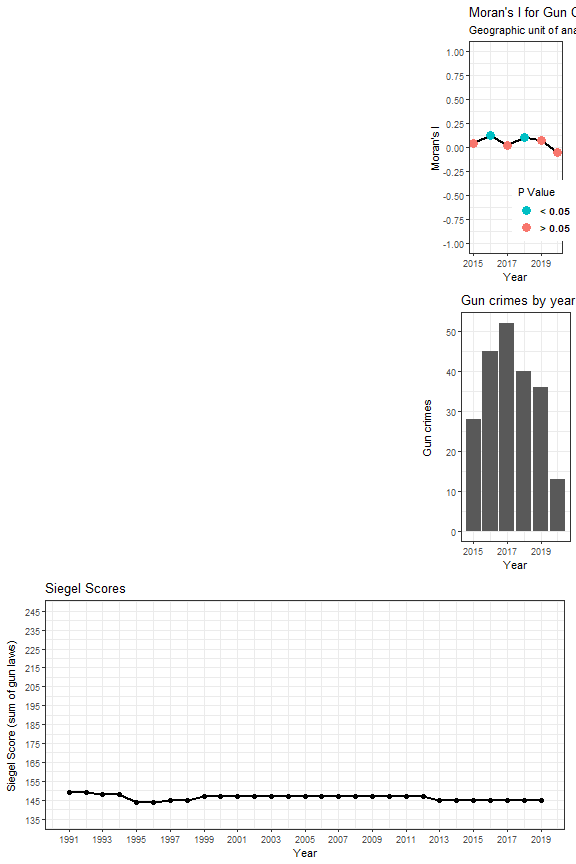 Moran's I for Gun
Geographic unit of
1.00
0.75
0.50
0.25
0.00
-0.25
-0.50
-0.75
-1.00
Moran's I
P Value
< 0.05
> 0.05
2015 2017 2019
Year
Gun crimes by year
50
40
30
20
10
0
Gun crimes
2015 2017 2019
Year
Siegel Scores
245
235
225
215
205
195
185
175
165
155
145
135
Siegel Score (sum of gun laws)
1991 1993 1995 1997 1999 2001 2003 2005 2007 2009 2011 2013 2015 2017 2019
Year